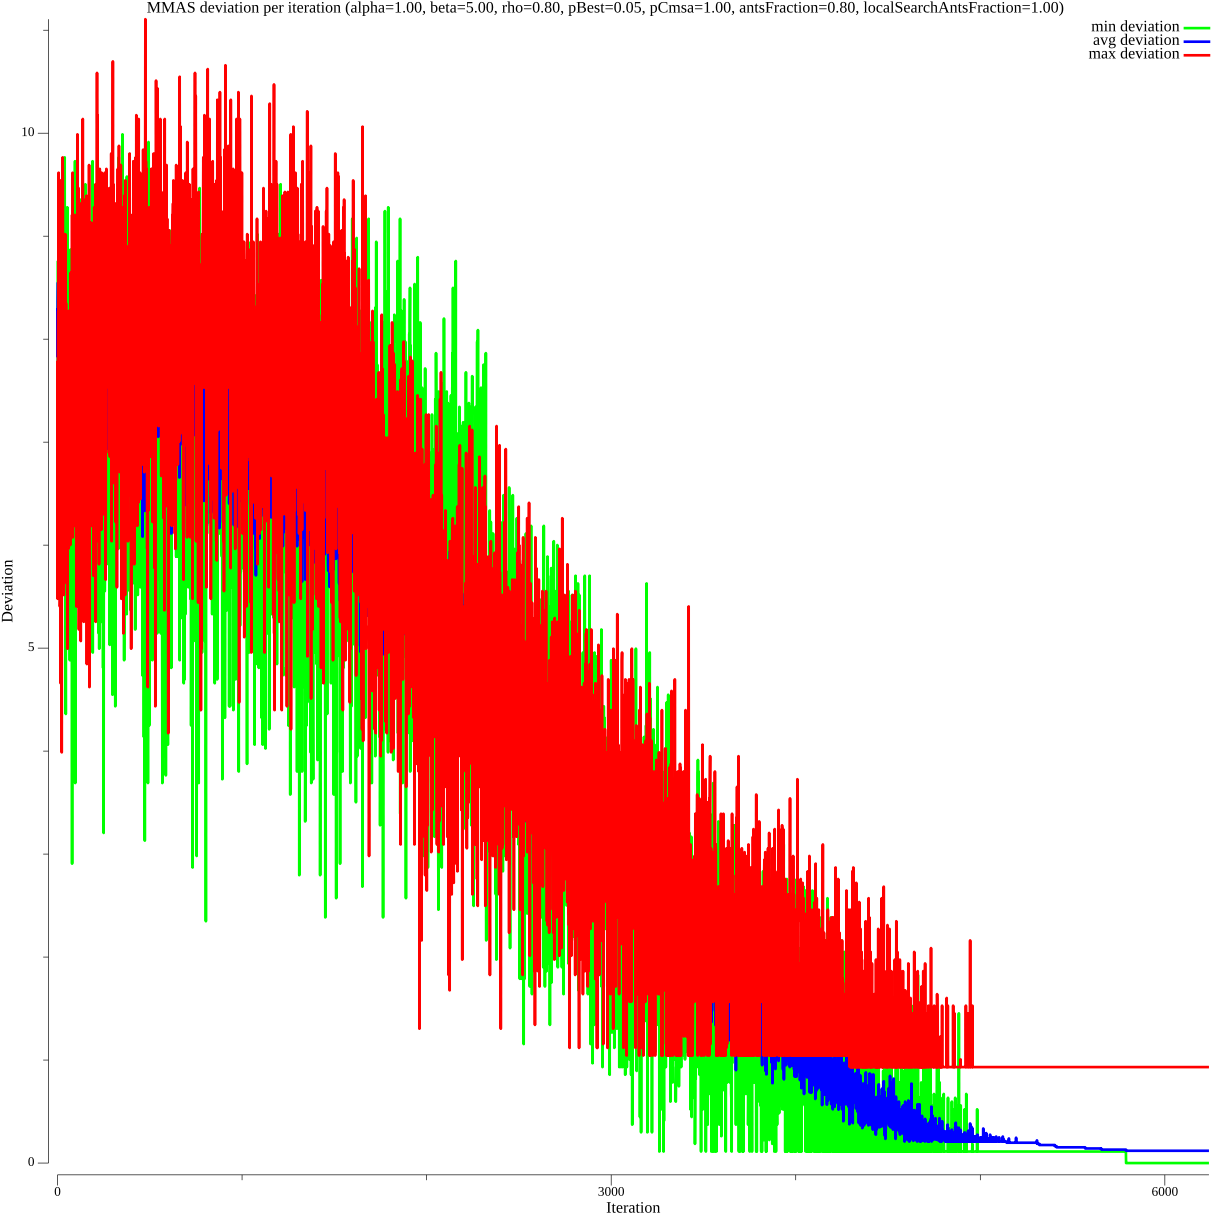 MMAS deviation per iteration (alpha=1.00, beta=5.00, rho=0.80, pBest=0.05, pCmsa=1.00, antsFraction=0.80, localSearchAntsFraction=1.00)
min deviation
avg deviation
max deviation
10
5
0
Deviation
0
3000
6000
Iteration